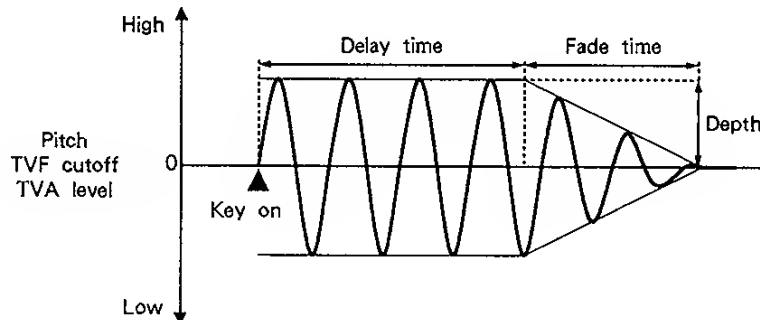 High
Delay time
Fade time
Depth
Pitch
TVF cutoff
TVA level
0
Key on
Low